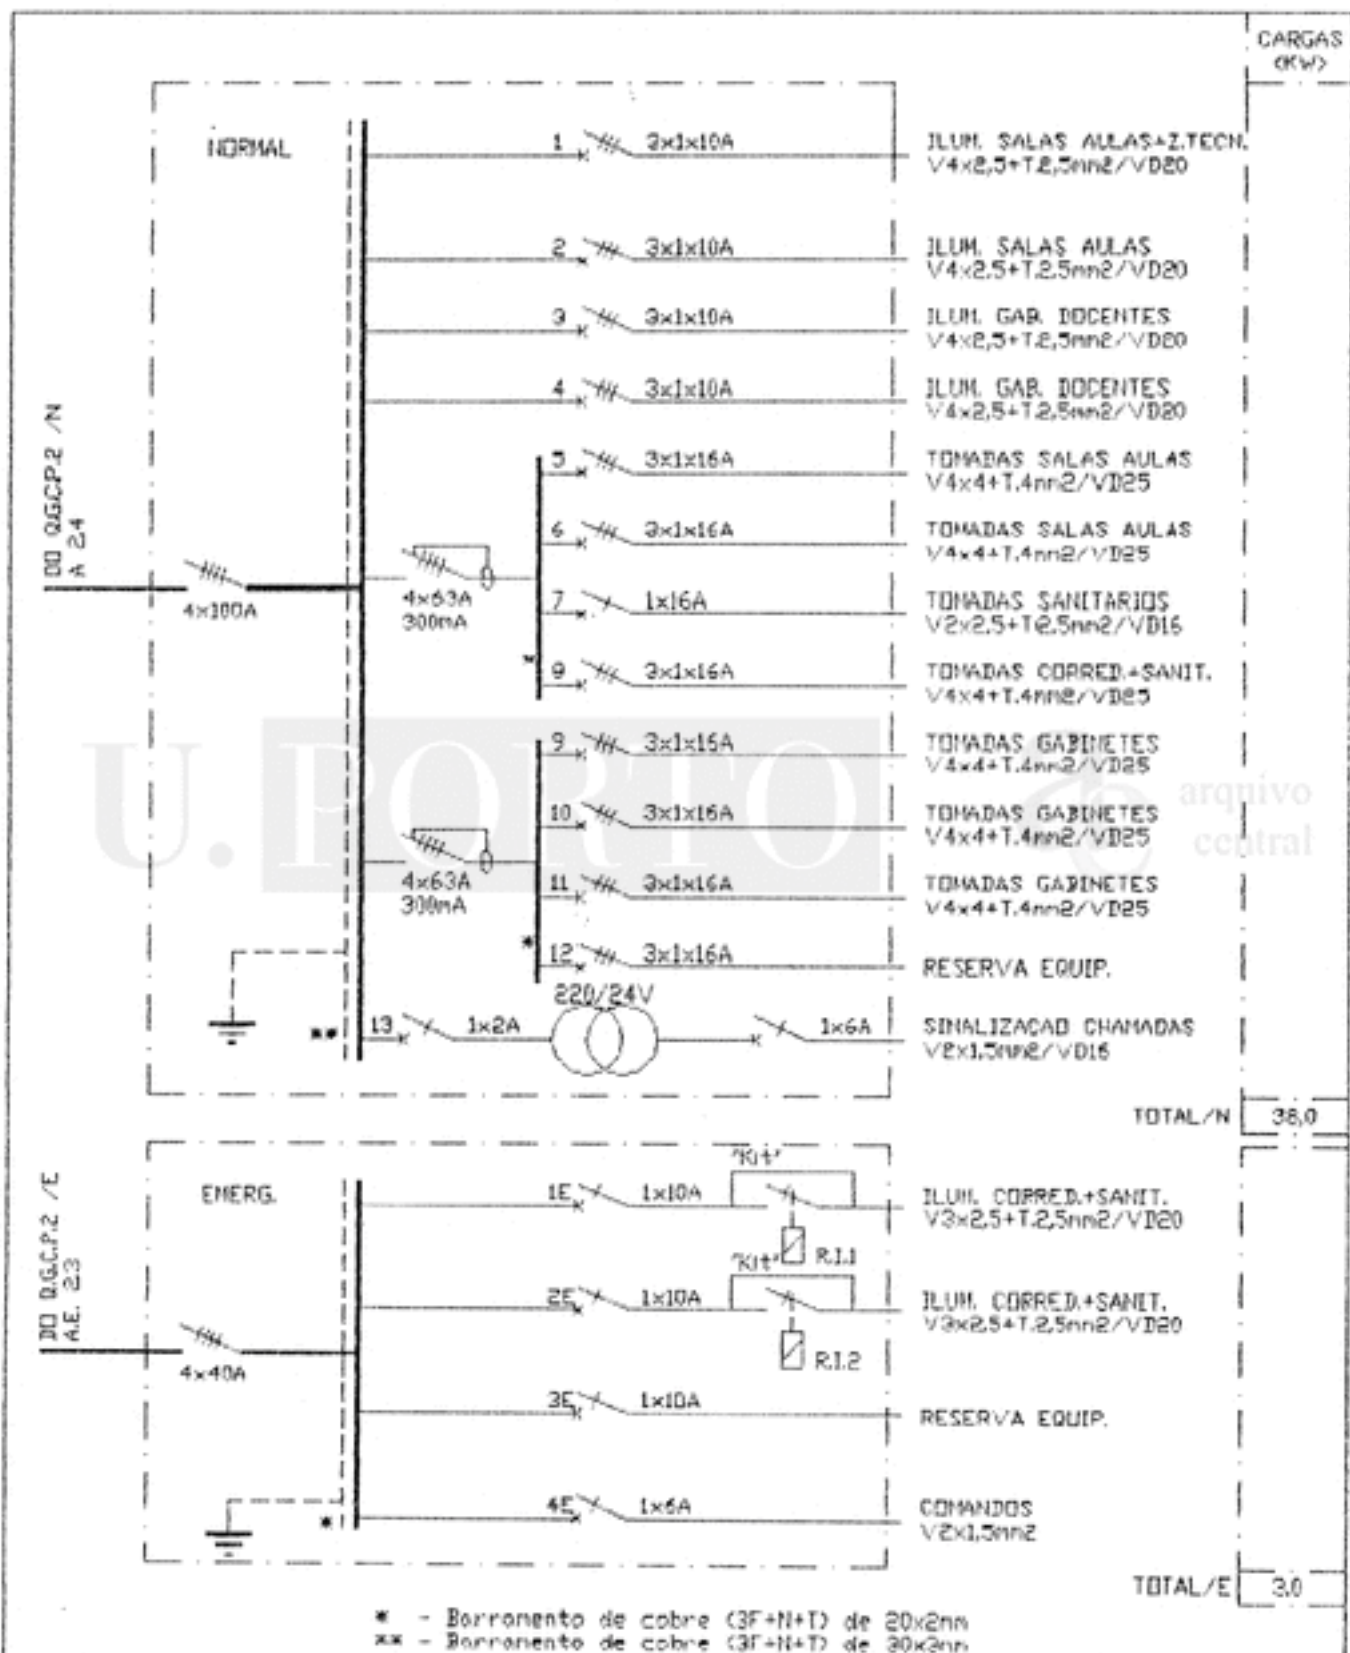 CARGAS
(KW)
NORMAL
1 3x1x10A ILUM. SALAS AULAS+Z.TECN.
V4x2,5+T.2,5mm2/VD20
2 3x1x10A ILUM. SALAS AULAS
V4x2,5+T.2,5mm2/VD20
3 3x1x10A ILUM. GAB. DOCENTES
V4x2,5+T.2,5mm2/VD20
4 3x1x10A ILUM. GAB. DOCENTES
V4x2,5+T.2,5mm2/VD20
DO Q.G.C.P.2 /N
A 2.4
4x100A
5 3x1x16A TOMADAS SALAS AULAS
V4x4+T.4mm2/VD25
6 3x1x16A TOMADAS SALAS AULAS
V4x4+T.4mm2/VD25
4x63A
300mA
7 1x16A TOMADAS SANITARIOS
V2x2,5+T.2,5mm2/VD16
*
8 3x1x16A TOMADAS CORRED.+SANIT.
V4x4+T.4mm2/VD25
U. PORTO
arquivo
central
9 3x1x16A TOMADAS GABINETES
V4x4+T.4mm2/VD25
10 3x1x16A TOMADAS GABINETES
V4x4+T.4mm2/VD25
4x63A
300mA
11 3x1x16A TOMADAS GABINETES
V4x4+T.4mm2/VD25
*
12 3x1x16A RESERVA EQUIP.
220/24V
** 13 1x2A 1x6A SINALIZACAO CHAMADAS
V2x1,5mm2/VD16
TOTAL/N 38,0
EMERG.
DO Q.G.C.P.2 /E
A.E. 2.3
4x40A
1E 1x10A "Kit" ILUM. CORRED.+SANIT.
V3x2,5+T.2,5mm2/VD20
R.I.1
2E 1x10A "Kit" ILUM. CORRED.+SANIT.
V3x2,5+T.2,5mm2/VD20
R.I.2
3E 1x10A RESERVA EQUIP.
* 4E 1x6A COMANDOS
V2x1,5mm2
TOTAL/E 3,0
* - Barramento de cobre (3F+N+T) de 20x2mm
** - Barramento de cobre (3F+N+T) de 30x3mm